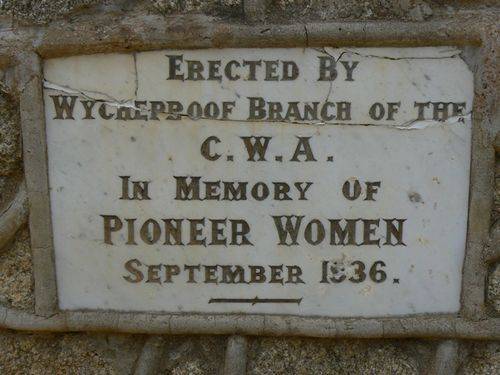 Erected By
Wycheproof Branch of the
C.W.A.
In Memory Of
Pioneer Women
September 1936.